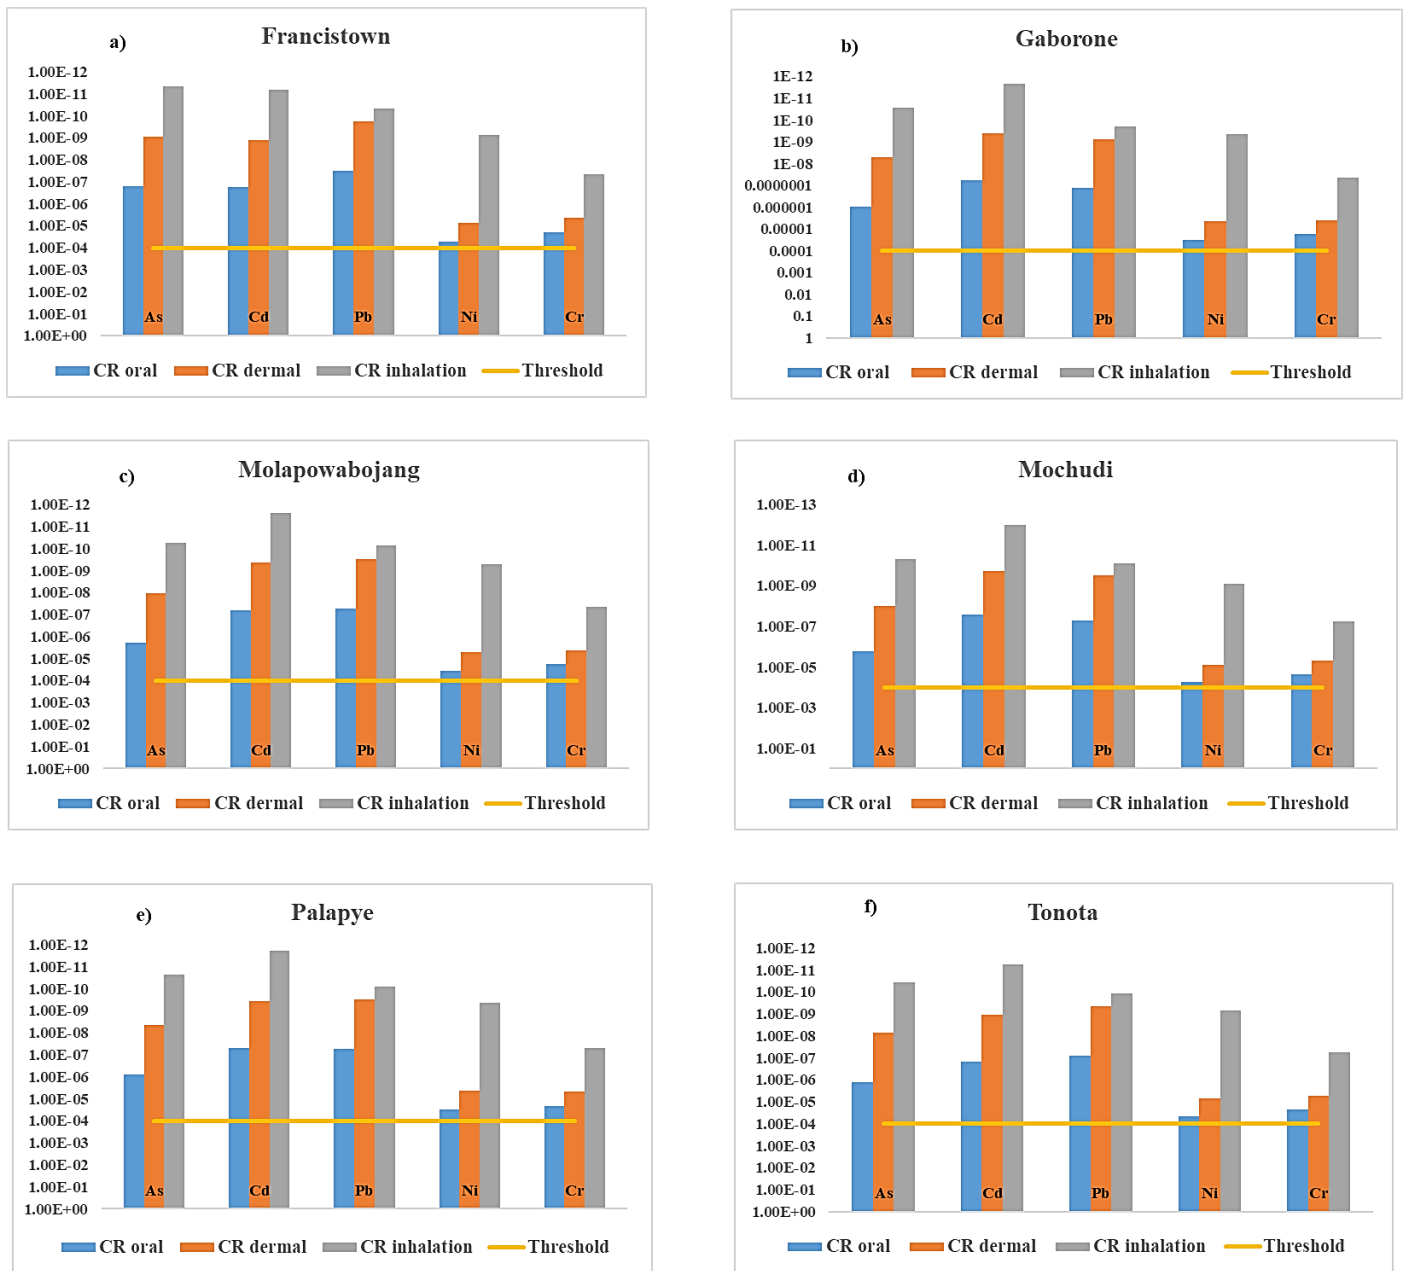 a)
Francistown
1.00E-12
1.00E-11
1.00E-10
1.00E-09
1.00E-08
1.00E-07
1.00E-06
1.00E-05
1.00E-04
1.00E-03
1.00E-02
1.00E-01
1.00E+00
As Cd Pb Ni Cr
CR oral CR dermal CR inhalation Threshold
b)
Gaborone
1E-12
1E-11
1E-10
1E-09
1E-08
0.0000001
0.000001
0.00001
0.0001
0.001
0.01
0.1
1
As Cd Pb Ni Cr
CR oral CR dermal CR inhalation Threshold
c)
Molapowabojang
1.00E-12
1.00E-11
1.00E-10
1.00E-09
1.00E-08
1.00E-07
1.00E-06
1.00E-05
1.00E-04
1.00E-03
1.00E-02
1.00E-01
1.00E+00
As Cd Pb Ni Cr
CR oral CR dermal CR inhalation Threshold
d)
Mochudi
1.00E-13
1.00E-11
1.00E-09
1.00E-07
1.00E-05
1.00E-03
1.00E-01
As Cd Pb Ni Cr
CR oral CR dermal CR inhalation Threshold
e)
Palapye
1.00E-12
1.00E-11
1.00E-10
1.00E-09
1.00E-08
1.00E-07
1.00E-06
1.00E-05
1.00E-04
1.00E-03
1.00E-02
1.00E-01
1.00E+00
As Cd Pb Ni Cr
CR oral CR dermal CR inhalation Threshold
f)
Tonota
1.00E-12
1.00E-11
1.00E-10
1.00E-09
1.00E-08
1.00E-07
1.00E-06
1.00E-05
1.00E-04
1.00E-03
1.00E-02
1.00E-01
1.00E+00
As Cd Pb Ni Cr
CR oral CR dermal CR inhalation Threshold